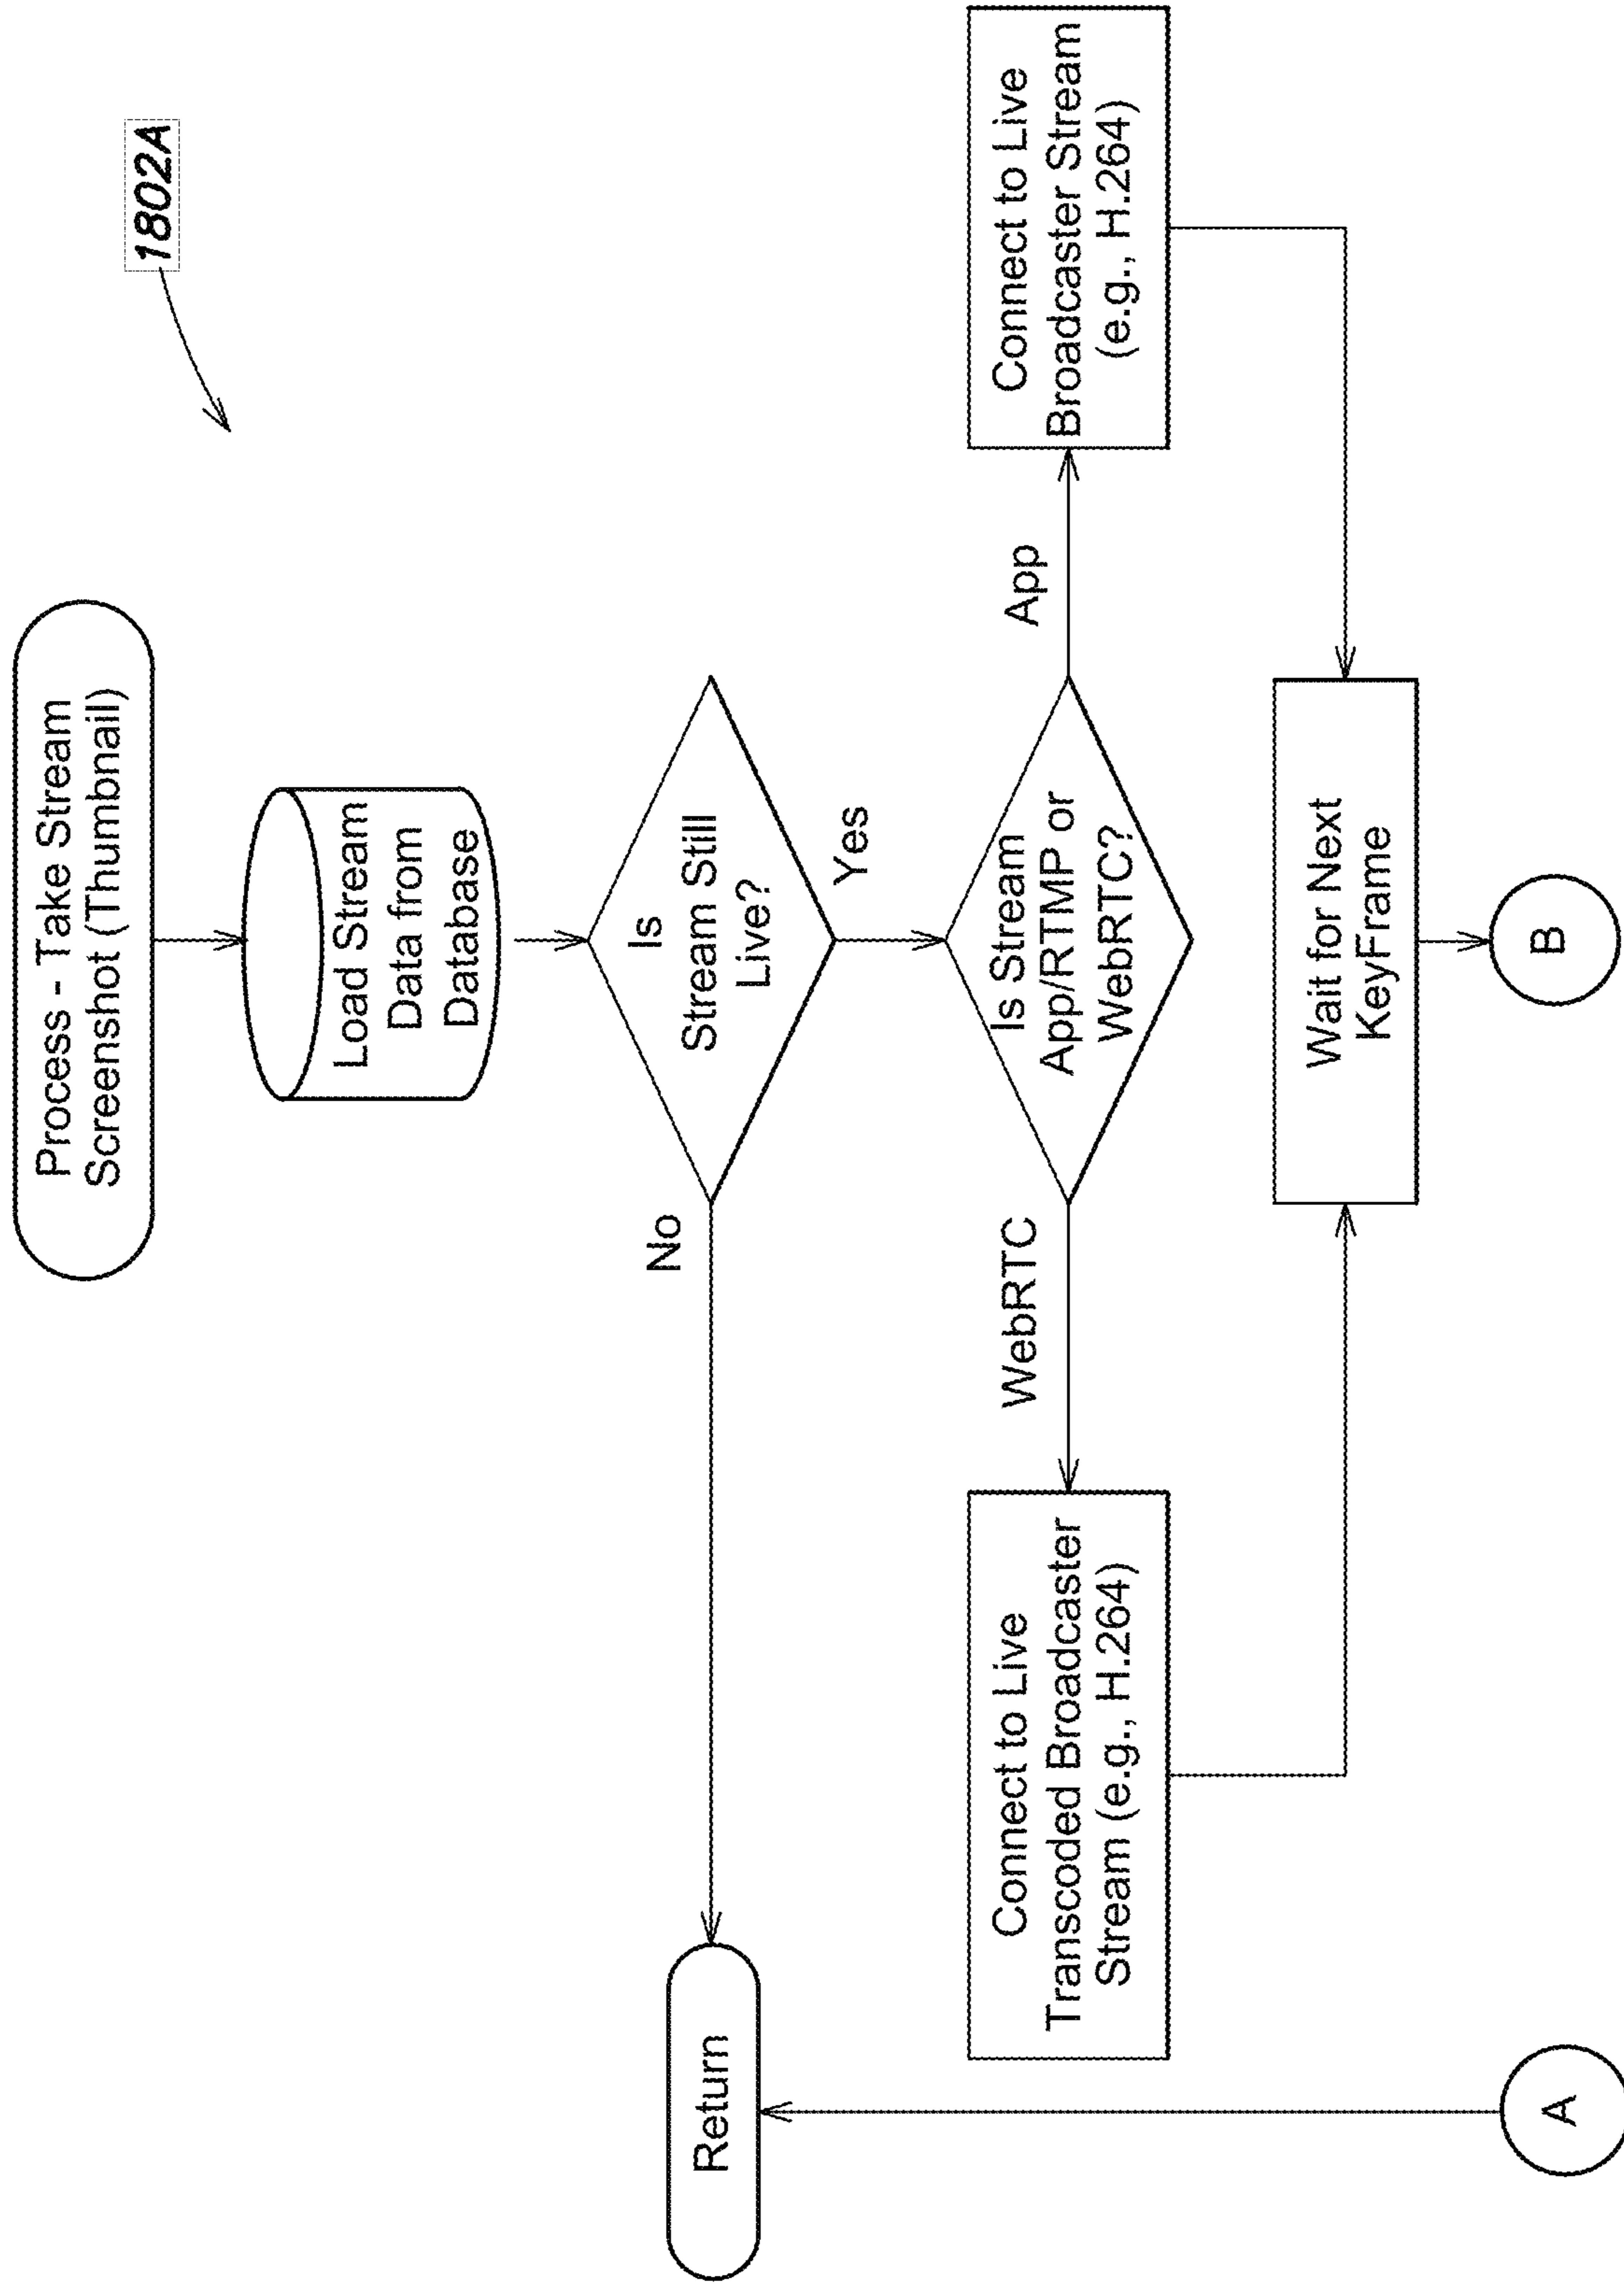 1802A
Process - Take Stream
Screenshot (Thumbnail)
Load Stream
Data from
Database
Is
Stream Still
Live?
No
Yes
Return
Is Stream
App/RTMP or
WebRTC?
WebRTC
App
Connect to Live
Transcoded Broadcaster
Stream (e.g., H.264)
Connect to Live
Broadcaster Stream
(e.g., H.264)
Wait for Next
KeyFrame
A
B